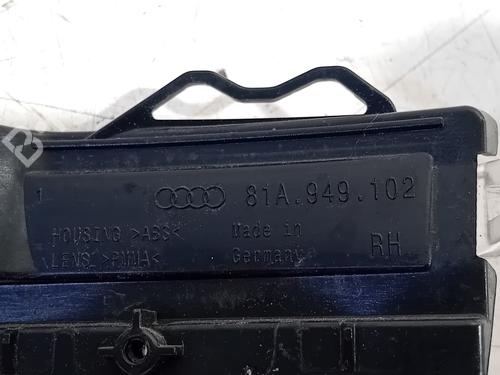 1 81A.949.102
HOUSING >ABS< Made in
LENS >PMMA< Germany RH
B